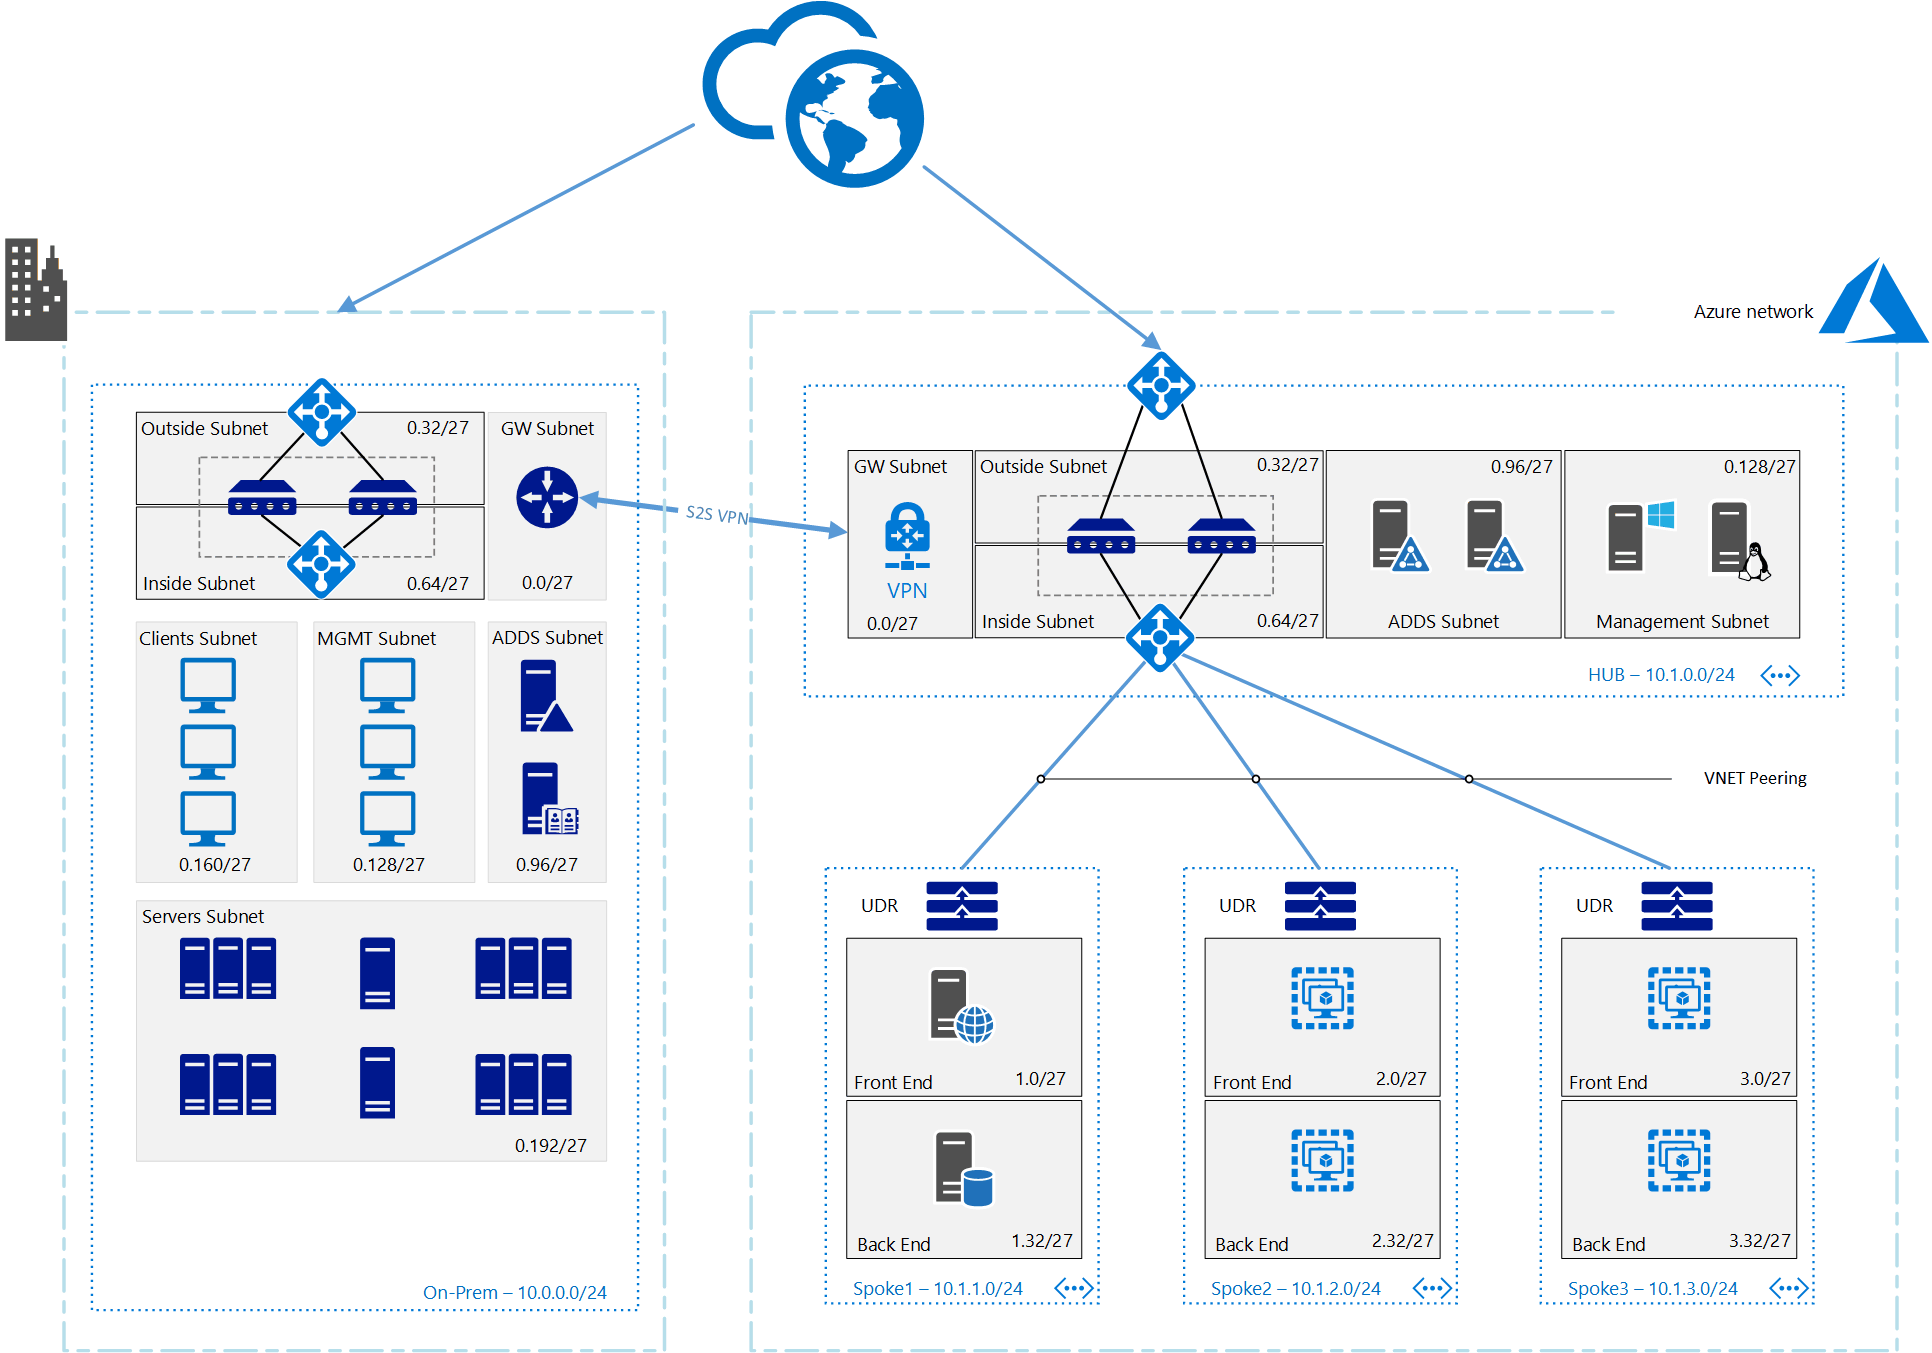 Azure network
Outside Subnet 0.32/27
GW Subnet
Inside Subnet 0.64/27
0.0/27
S2S VPN
Clients Subnet
0.160/27
MGMT Subnet
0.128/27
ADDS Subnet
0.96/27
Servers Subnet
0.192/27
On-Prem – 10.0.0.0/24
GW Subnet
VPN
0.0/27
Outside Subnet 0.32/27
Inside Subnet 0.64/27
0.96/27
ADDS Subnet
0.128/27
Management Subnet
HUB – 10.1.0.0/24
VNET Peering
UDR
Front End 1.0/27
Back End 1.32/27
Spoke1 – 10.1.1.0/24
UDR
Front End 2.0/27
Back End 2.32/27
Spoke2 – 10.1.2.0/24
UDR
Front End 3.0/27
Back End 3.32/27
Spoke3 – 10.1.3.0/24